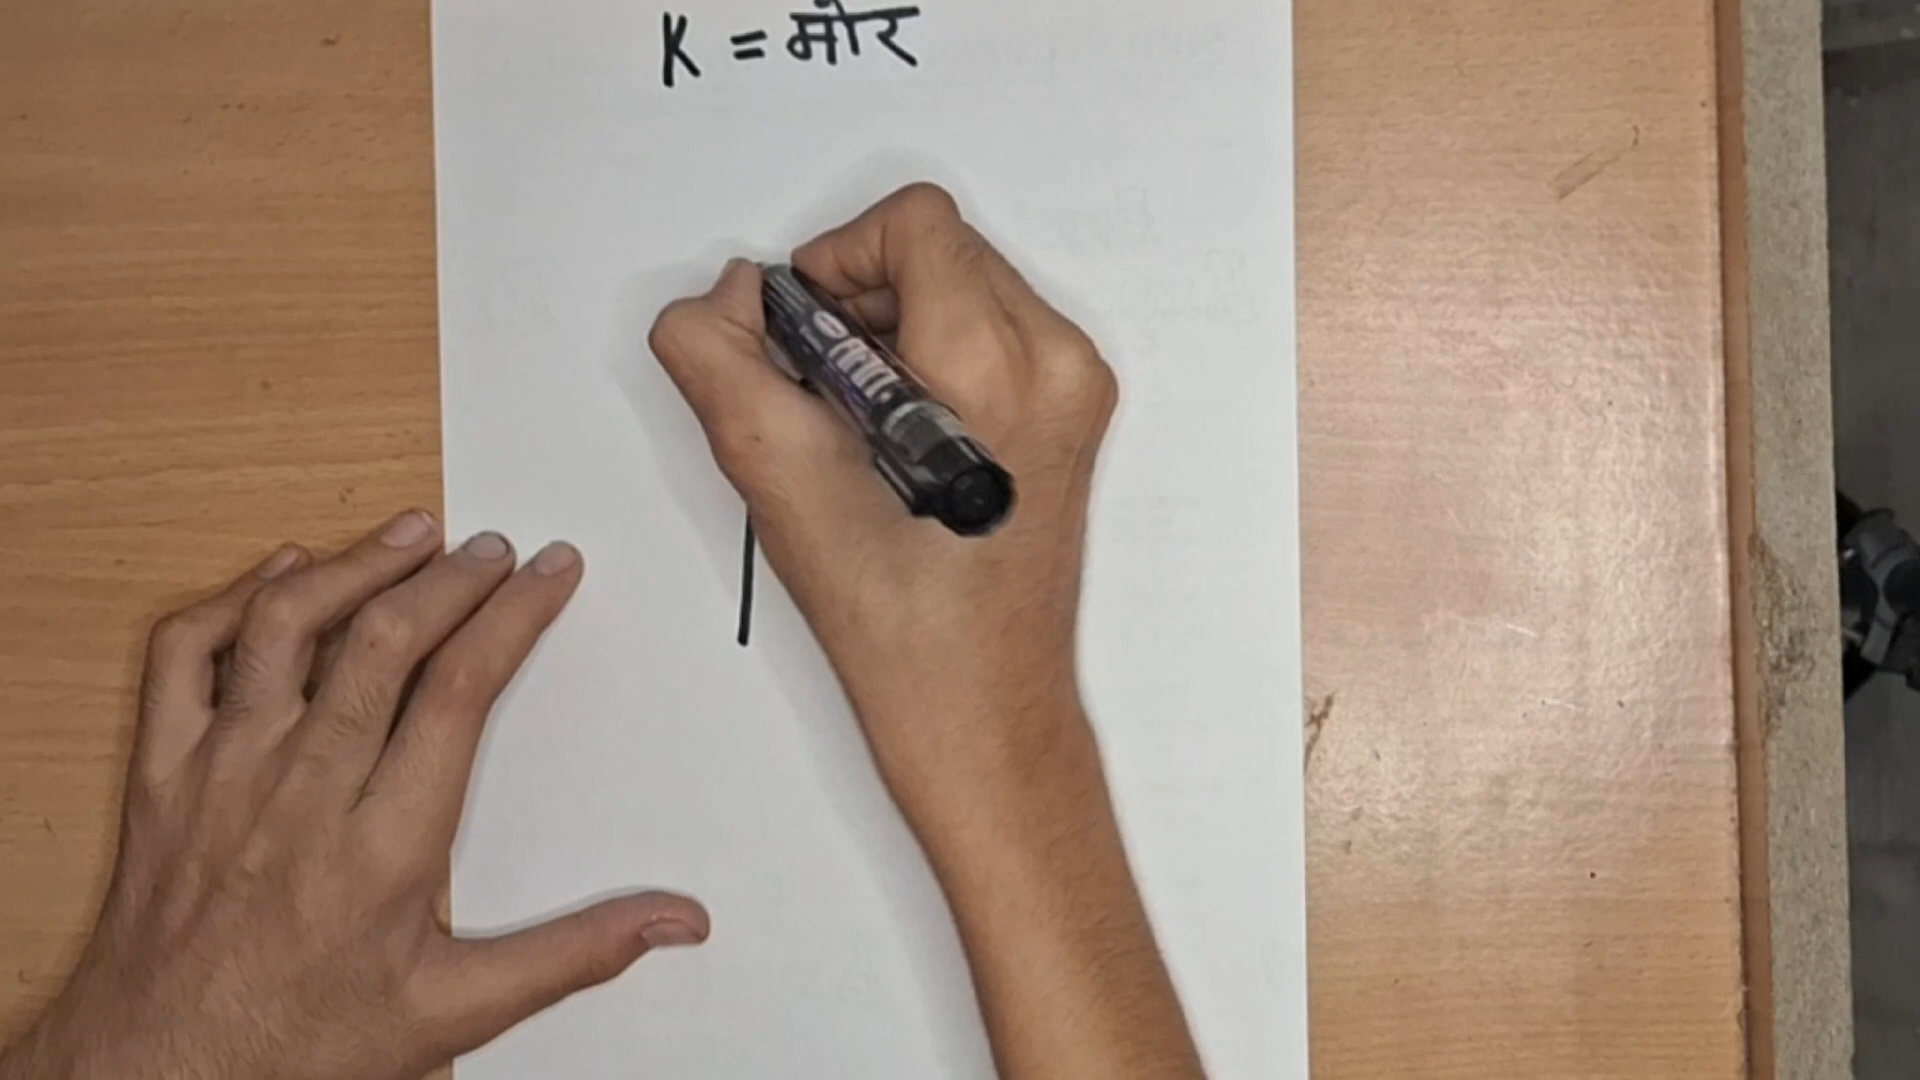 K = मोर